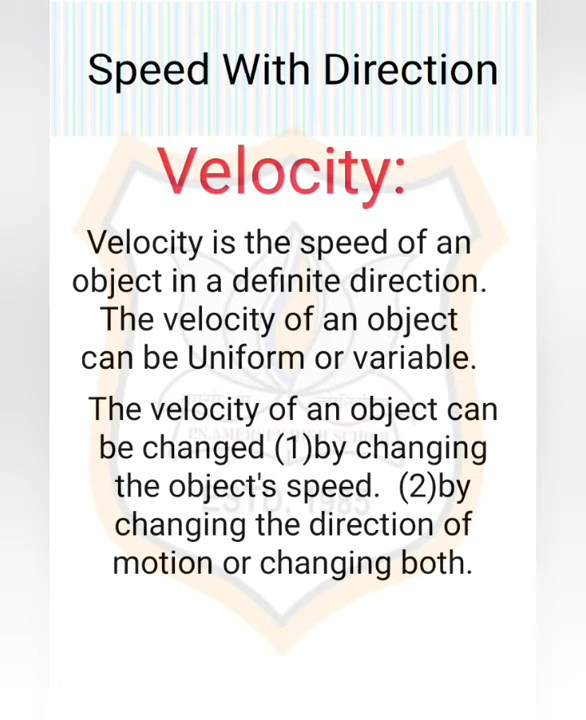 Speed With Direction
Velocity:
Velocity is the speed of an
object in a definite direction.
The velocity of an object
can be Uniform or variable.
The velocity of an object can
be changed (1)by changing
the object's speed.  (2)by
changing the direction of
motion or changing both.
ESTD. 1985